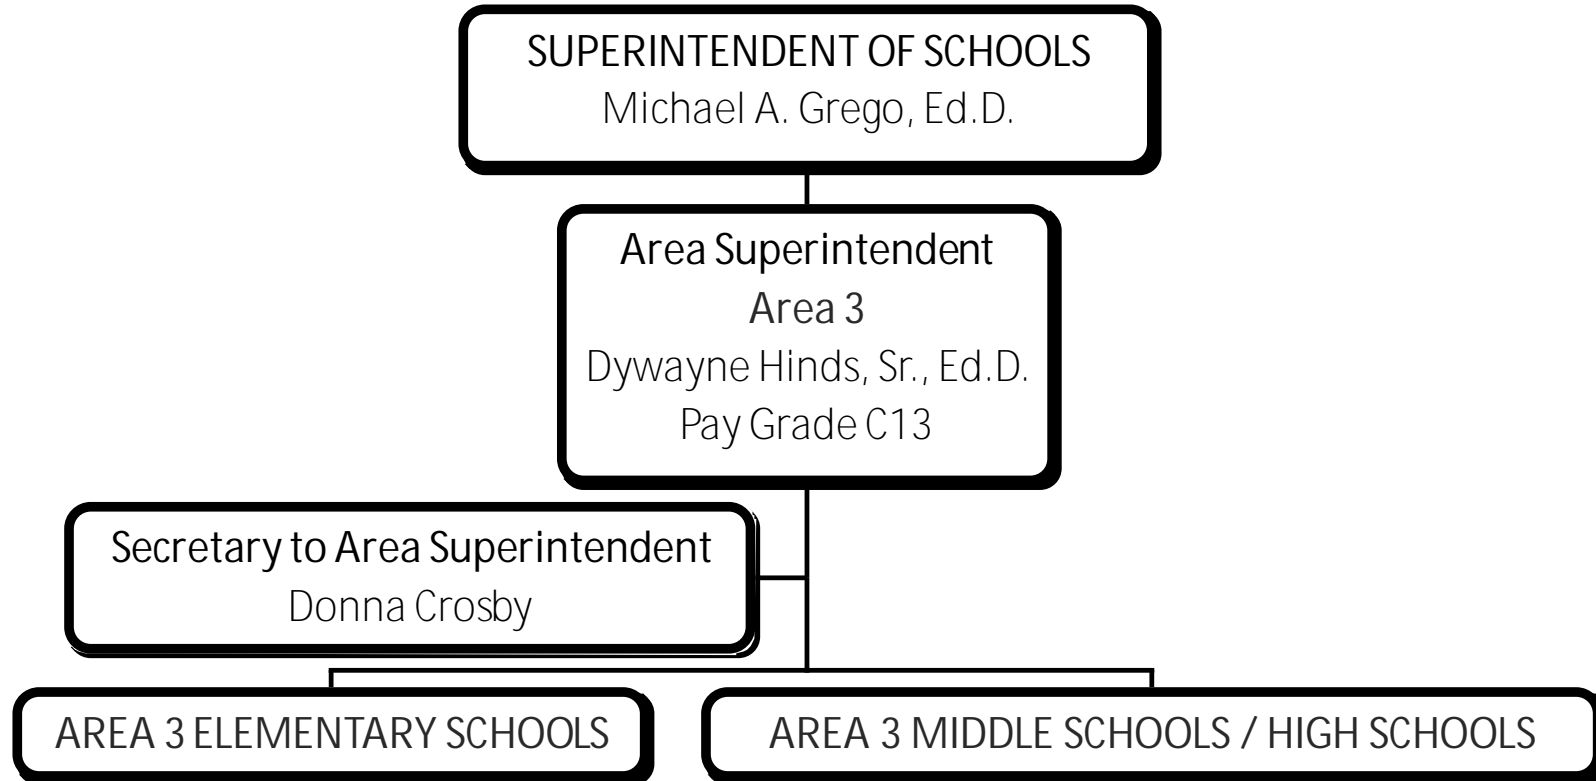 SUPERINTENDENT OF SCHOOLS
Michael A. Grego, Ed.D.
Area Superintendent
Area 3
Dywayne Hinds, Sr., Ed.D.
Pay Grade C13
Secretary to Area Superintendent
Donna Crosby
AREA 3 ELEMENTARY SCHOOLS
AREA 3 MIDDLE SCHOOLS / HIGH SCHOOLS